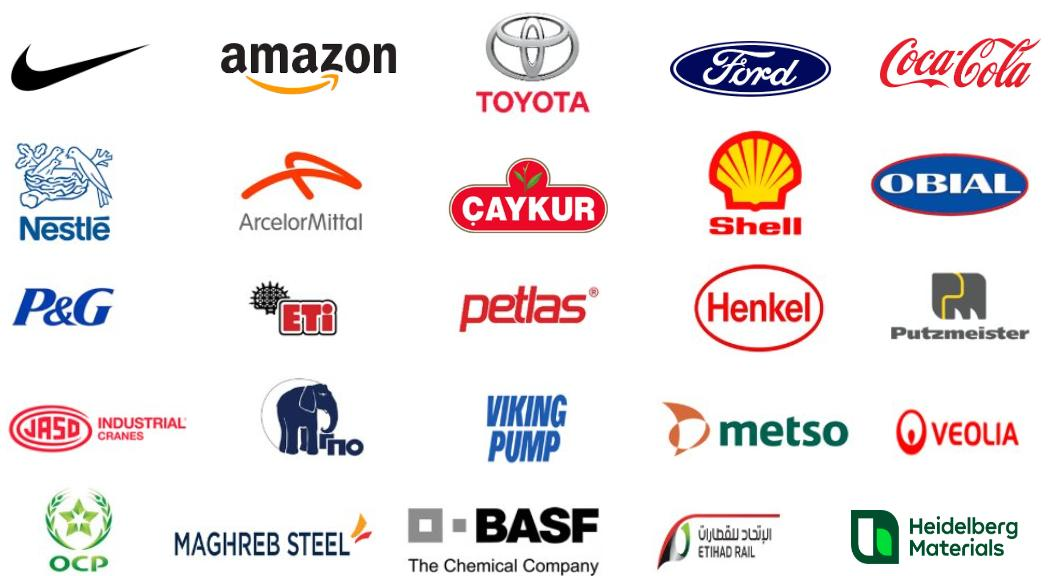 amazon
TOYOTA
Ford
Coca-Cola
Nestlé
ArcelorMittal
ÇAYKUR
Shell
OBIAL
P&G
ETi
petlas®
Henkel
Putzmeister
JASO INDUSTRIAL
CRANES
ГПО
VIKING
PUMP
metso
VEOLIA
OCP
MAGHREB STEEL
BASF
The Chemical Company
الإتحاد للقطارات
ETIHAD RAIL
Heidelberg
Materials